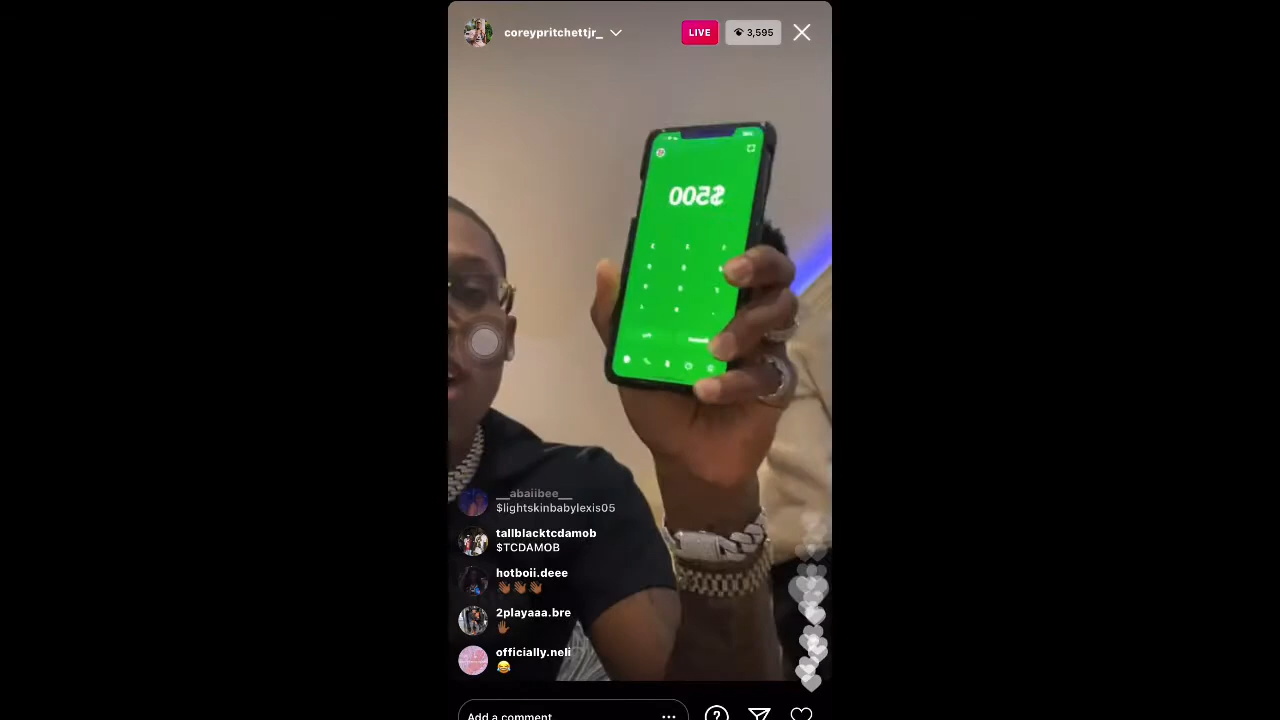 coreypritchettjr_
LIVE
3,595
$500
__abaiibee__
$lightskinbabylexis05
tallblacktcdamob
$TCDAMOB
hotboii.deee
👋🏾👋🏾👋🏾
2playaaa.bre
✋🏾
officially.neli
😂
Add a comment